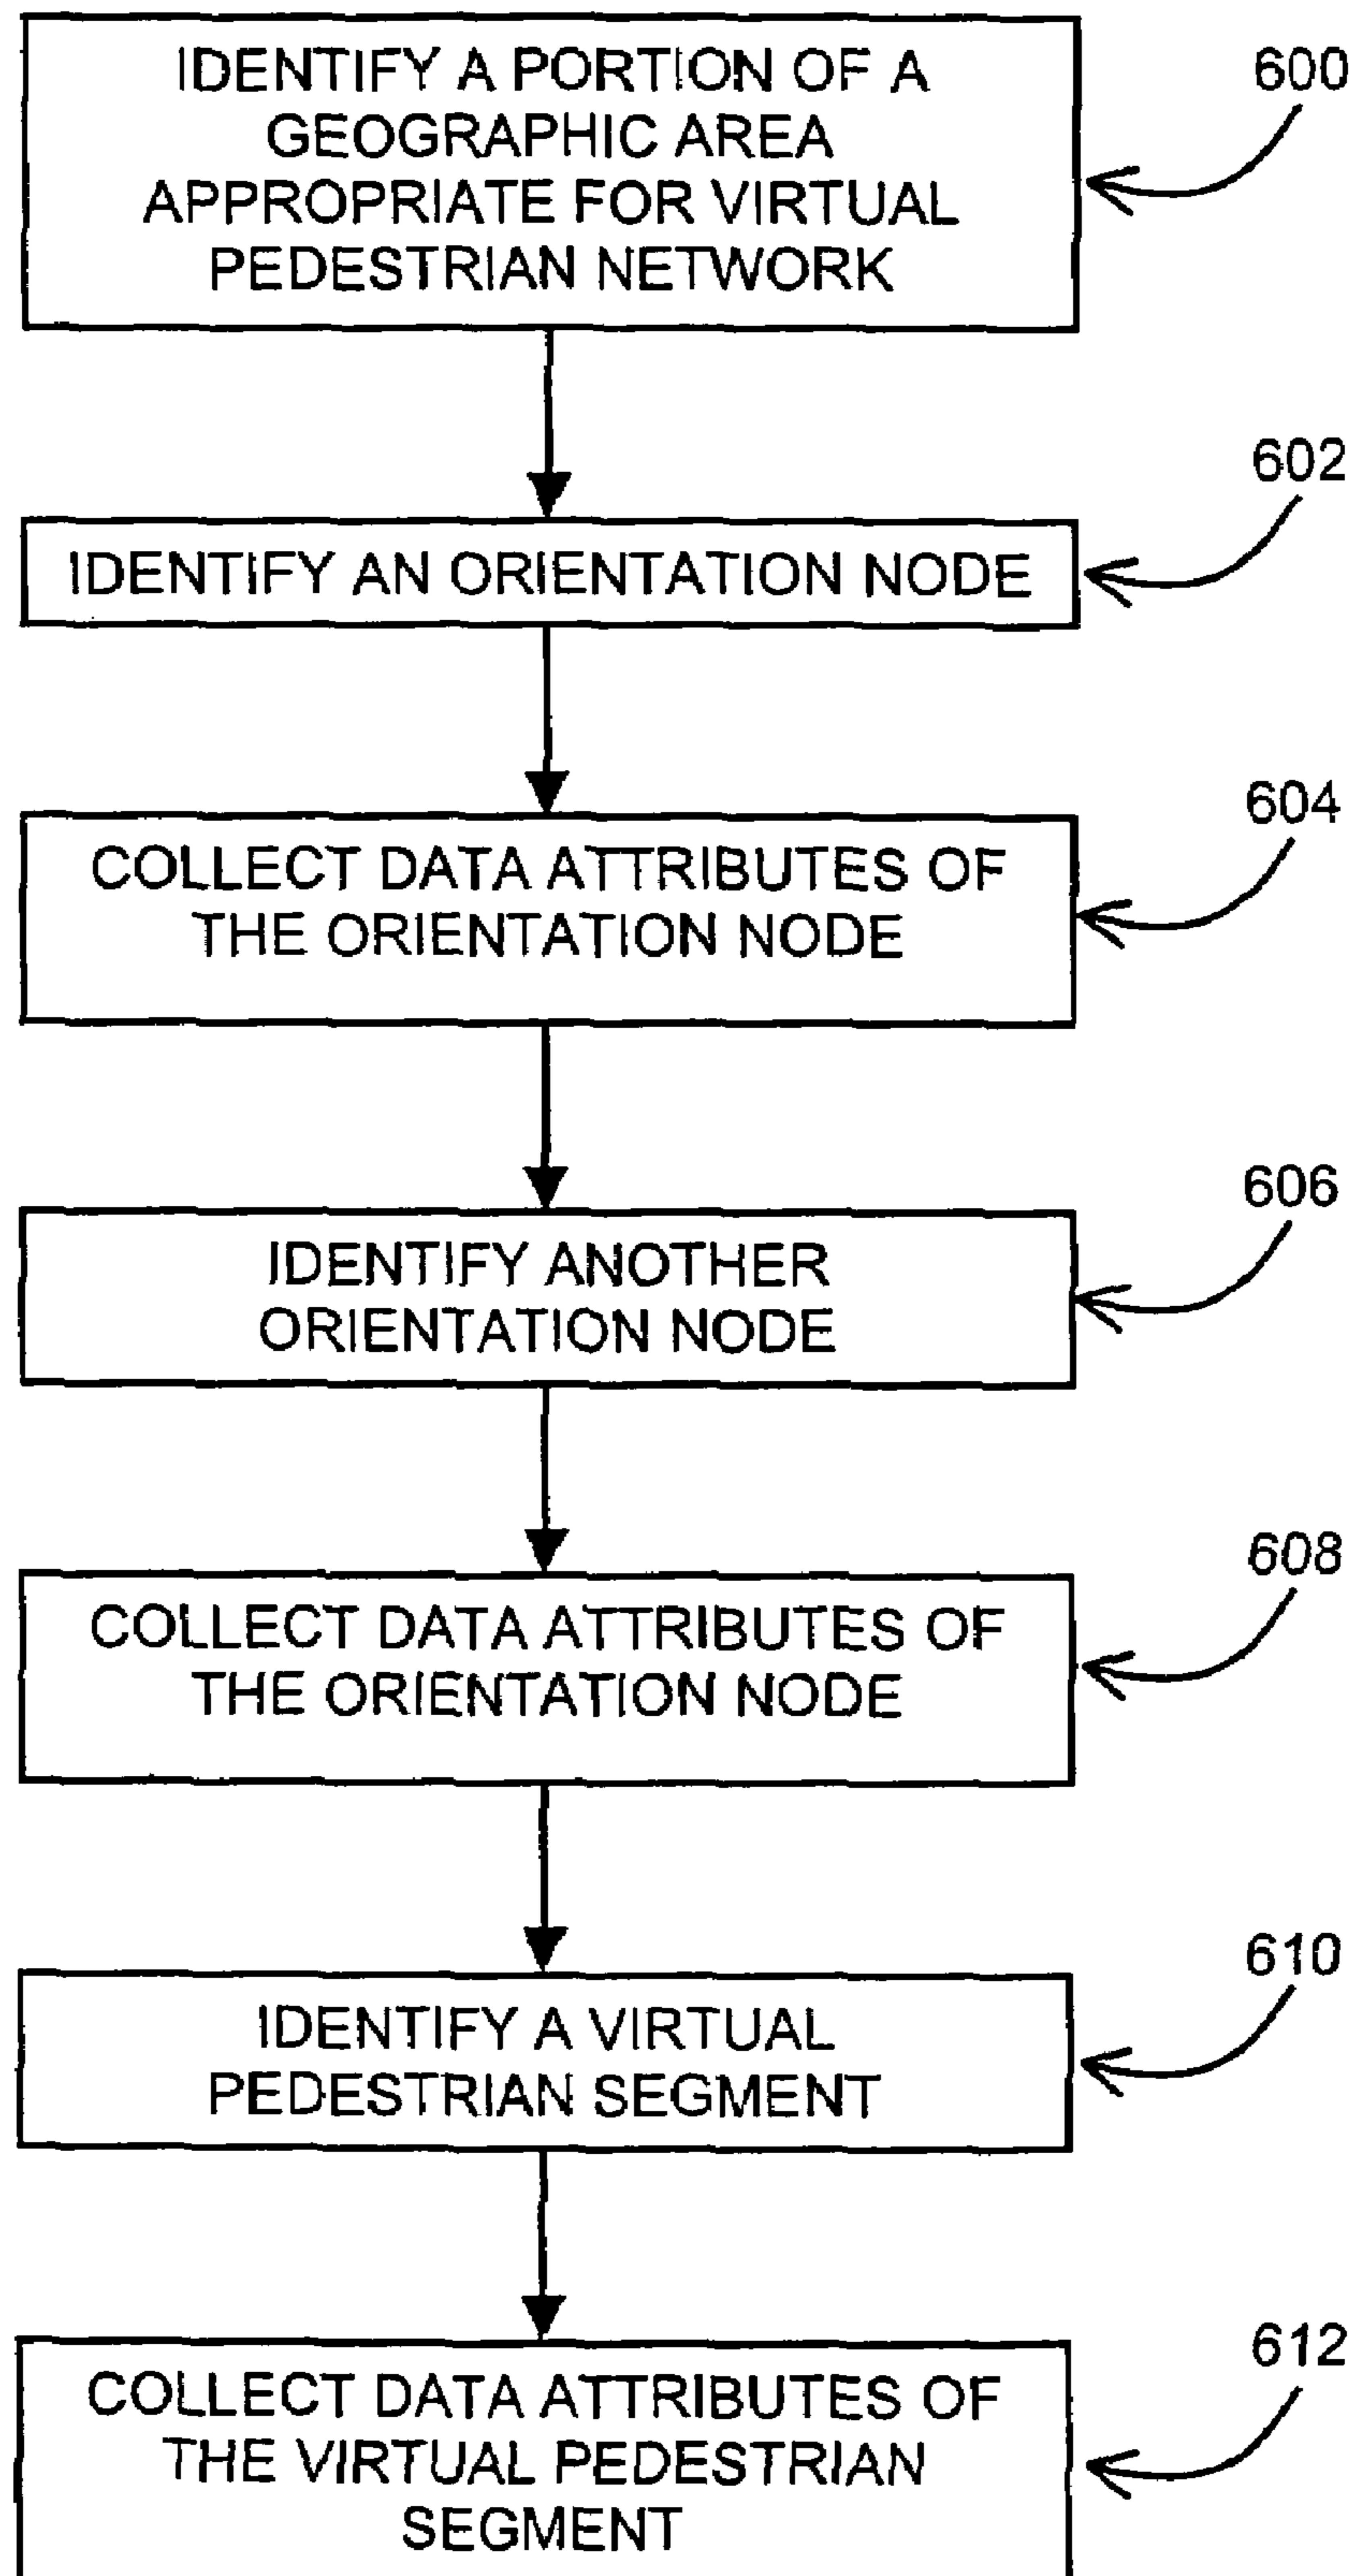 IDENTIFY A PORTION OF A
GEOGRAPHIC AREA
APPROPRIATE FOR VIRTUAL
PEDESTRIAN NETWORK
600
602
IDENTIFY AN ORIENTATION NODE
604
COLLECT DATA ATTRIBUTES OF
THE ORIENTATION NODE
606
IDENTIFY ANOTHER
ORIENTATION NODE
608
COLLECT DATA ATTRIBUTES OF
THE ORIENTATION NODE
610
IDENTIFY A VIRTUAL
PEDESTRIAN SEGMENT
612
COLLECT DATA ATTRIBUTES OF
THE VIRTUAL PEDESTRIAN
SEGMENT